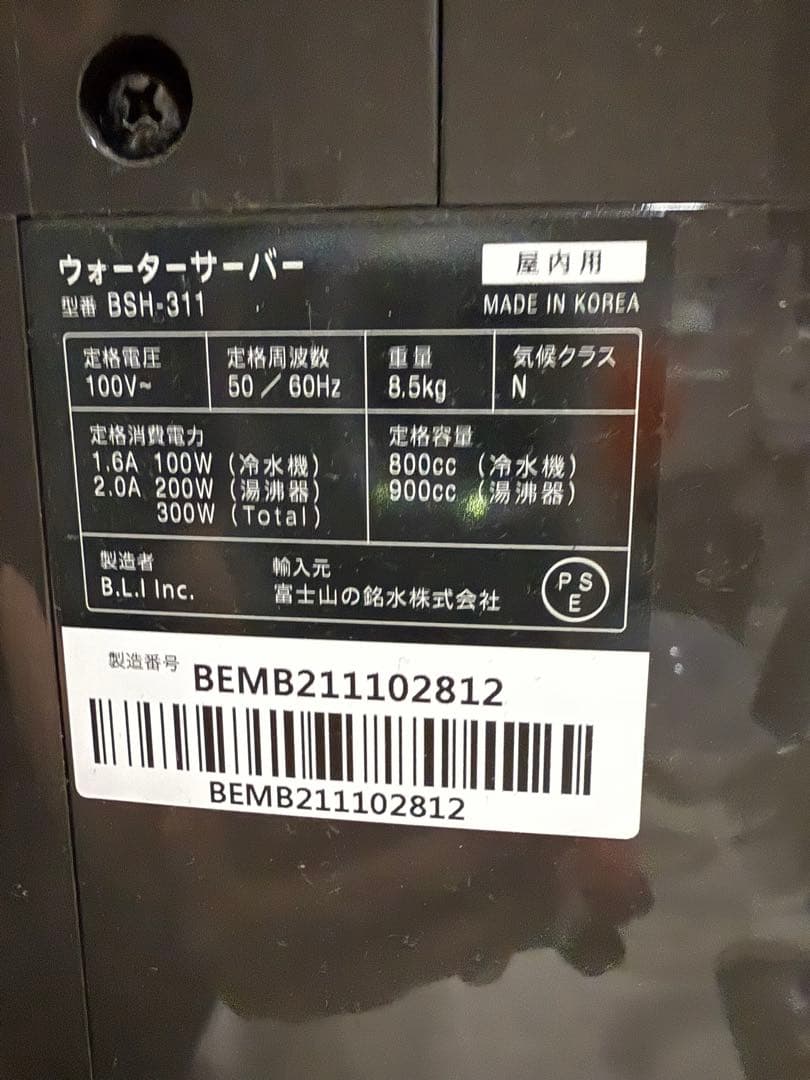 ウォーターサーバー
屋内用
型番 BSH-311
MADE IN KOREA
定格電圧
100V~
定格周波数
50／60Hz
重量
8.5kg
気候クラス
N
定格消費電力
1.6A 100W (冷水機)
2.0A 200W (湯沸器)
300W (Total)
定格容量
800cc (冷水機)
900cc (湯沸器)
製造者
B.L.I Inc.
輸入元
富士山の銘水株式会社
PS
E
製造番号 BEMB211102812
BEMB211102812